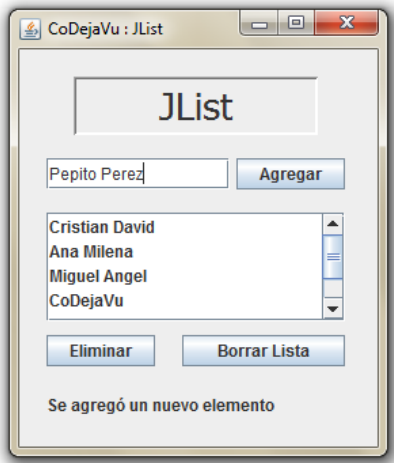 CoDejaVu : JList
JList
Pepito Perez
Agregar
Cristian David
Ana Milena
Miguel Angel
CoDejaVu
Eliminar
Borrar Lista
Se agregó un nuevo elemento